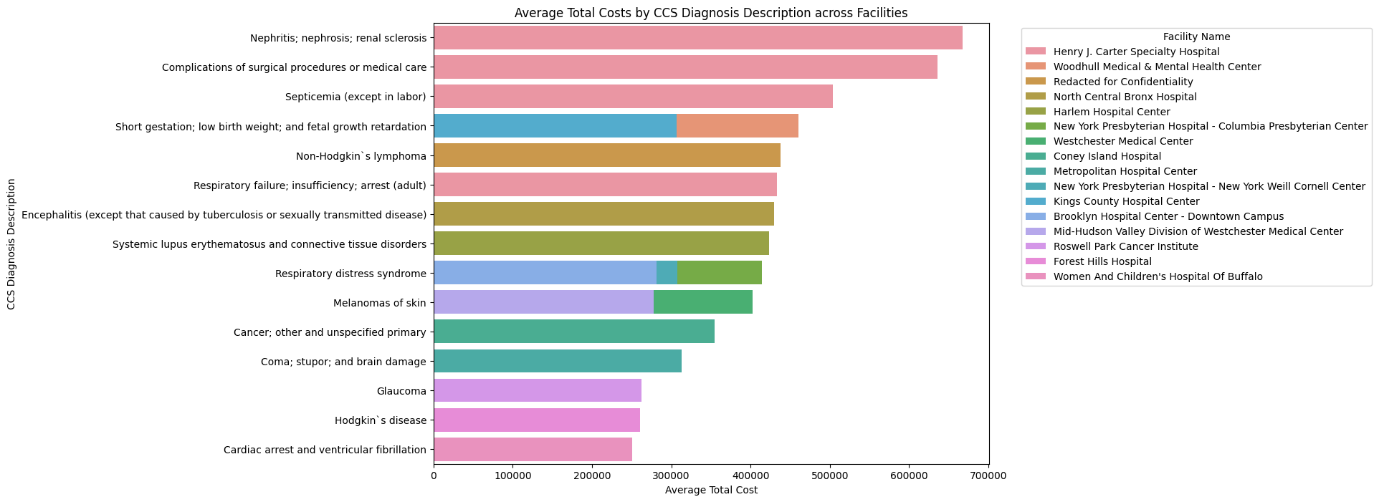 Average Total Costs by CCS Diagnosis Description across Facilities
CCS Diagnosis Description
Nephritis; nephrosis; renal sclerosis
Complications of surgical procedures or medical care
Septicemia (except in labor)
Short gestation; low birth weight; and fetal growth retardation
Non-Hodgkin`s lymphoma
Respiratory failure; insufficiency; arrest (adult)
Encephalitis (except that caused by tuberculosis or sexually transmitted disease)
Systemic lupus erythematosus and connective tissue disorders
Respiratory distress syndrome
Melanomas of skin
Cancer; other and unspecified primary
Coma; stupor; and brain damage
Glaucoma
Hodgkin`s disease
Cardiac arrest and ventricular fibrillation
0 100000 200000 300000 400000 500000 600000 700000
Average Total Cost
Facility Name
Henry J. Carter Specialty Hospital
Woodhull Medical & Mental Health Center
Redacted for Confidentiality
North Central Bronx Hospital
Harlem Hospital Center
New York Presbyterian Hospital - Columbia Presbyterian Center
Westchester Medical Center
Coney Island Hospital
Metropolitan Hospital Center
New York Presbyterian Hospital - New York Weill Cornell Center
Kings County Hospital Center
Brooklyn Hospital Center - Downtown Campus
Mid-Hudson Valley Division of Westchester Medical Center
Roswell Park Cancer Institute
Forest Hills Hospital
Women And Children's Hospital Of Buffalo